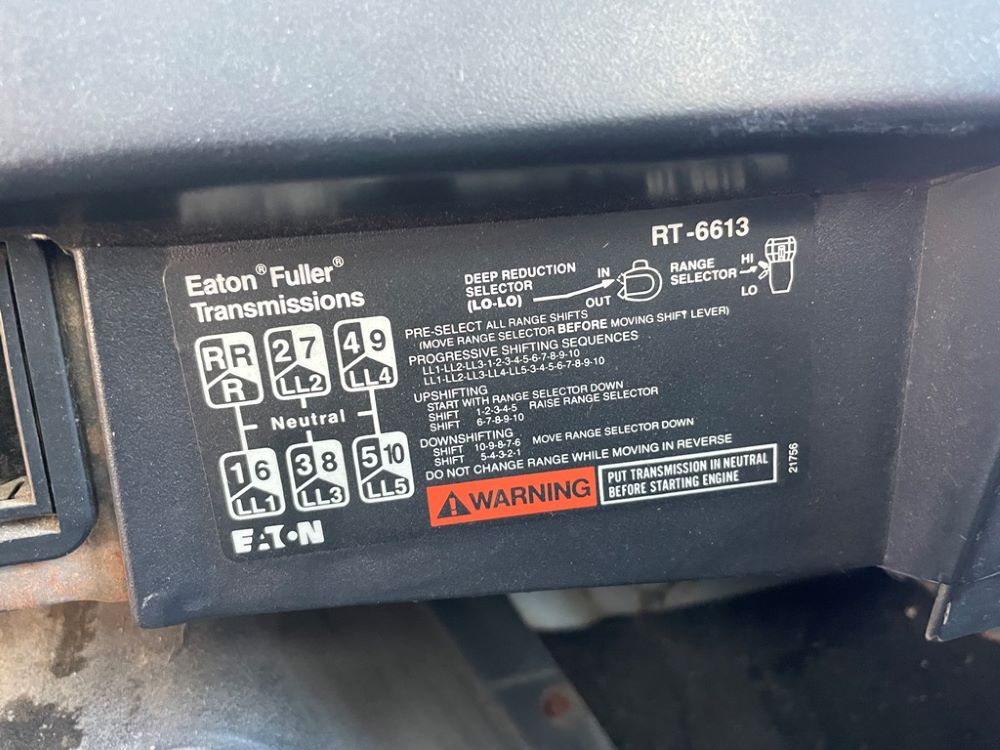 RT-6613
Eaton® Fuller®
Transmissions
DEEP REDUCTION
SELECTOR
(LO-LO)
IN
OUT
RANGE
SELECTOR
HI
LO
R R
R
2 7
LL2
4 9
LL4
Neutral
1 6
LL1
3 8
LL3
5 10
LL5
EATON
PRE-SELECT ALL RANGE SHIFTS
(MOVE RANGE SELECTOR BEFORE MOVING SHIFT LEVER)
PROGRESSIVE SHIFTING SEQUENCES
LL1-LL2-LL3-1-2-3-4-5-6-7-8-9-10
LL1-LL2-LL3-LL4-LL5-3-4-5-6-7-8-9-10
UPSHIFTING
START WITH RANGE SELECTOR DOWN
SHIFT 1-2-3-4-5 RAISE RANGE SELECTOR
SHIFT 6-7-8-9-10
DOWNSHIFTING
SHIFT 10-9-8-7-6 MOVE RANGE SELECTOR DOWN
SHIFT 5-4-3-2-1
DO NOT CHANGE RANGE WHILE MOVING IN REVERSE
WARNING
PUT TRANSMISSION IN NEUTRAL
BEFORE STARTING ENGINE
21756